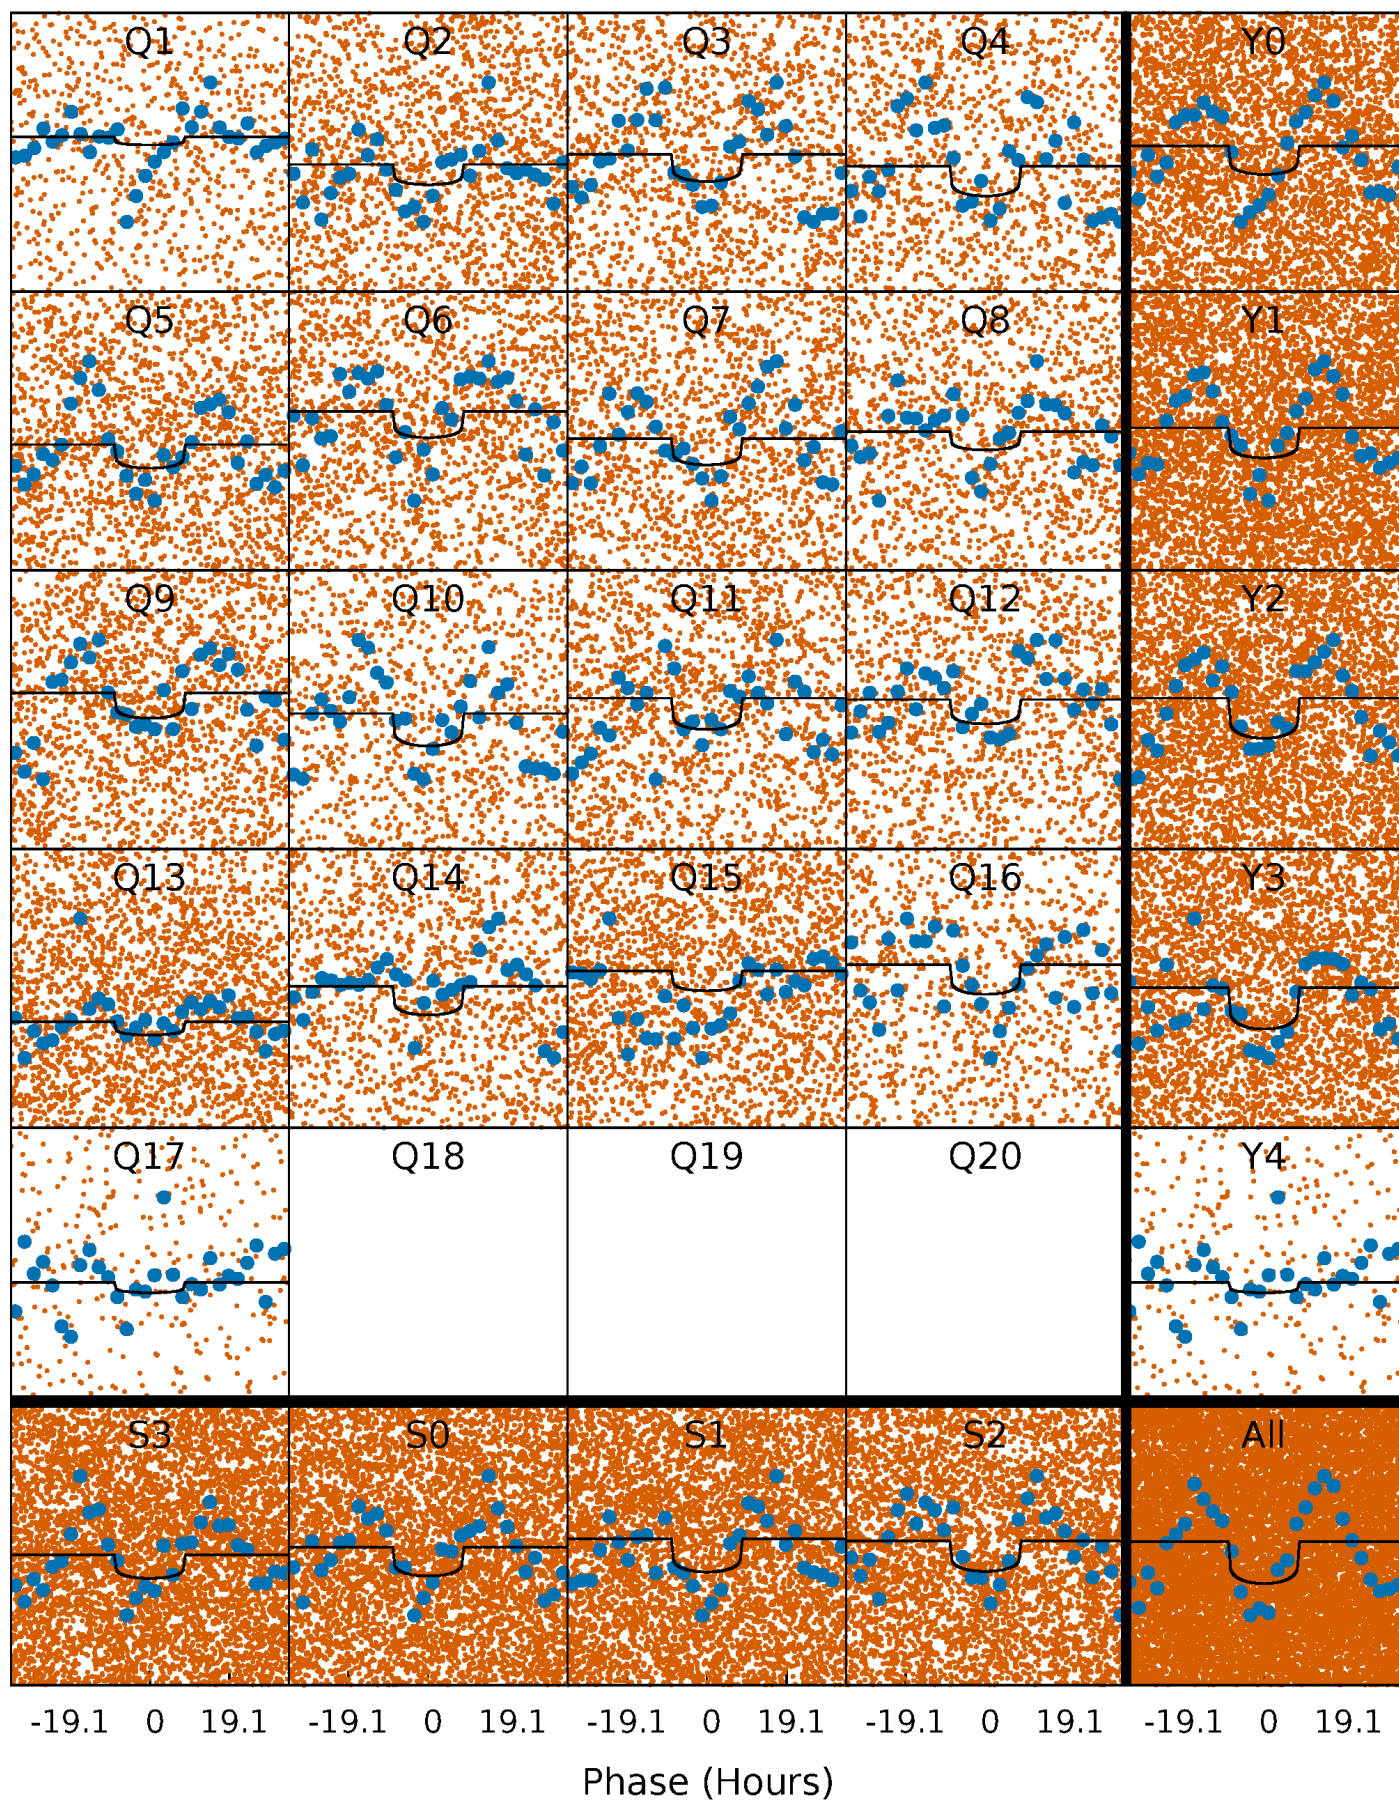 Q1 Q2 Q3 Q4 Y0
Q5 Q6 Q7 Q8 Y1
Q9 Q10 Q11 Q12 Y2
Q13 Q14 Q15 Q16 Y3
Q17 Q18 Q19 Q20 Y4
S3 S0 S1 S2 All
-19.1 0 19.1 -19.1 0 19.1 -19.1 0 19.1 -19.1 0 19.1 -19.1 0 19.1
Phase (Hours)